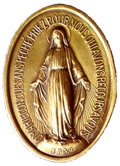 O MARIE CONÇUE SANS PÉCHÉ PRIEZ POUR NOUS QUI AVONS RECOURS A VOUS
1830